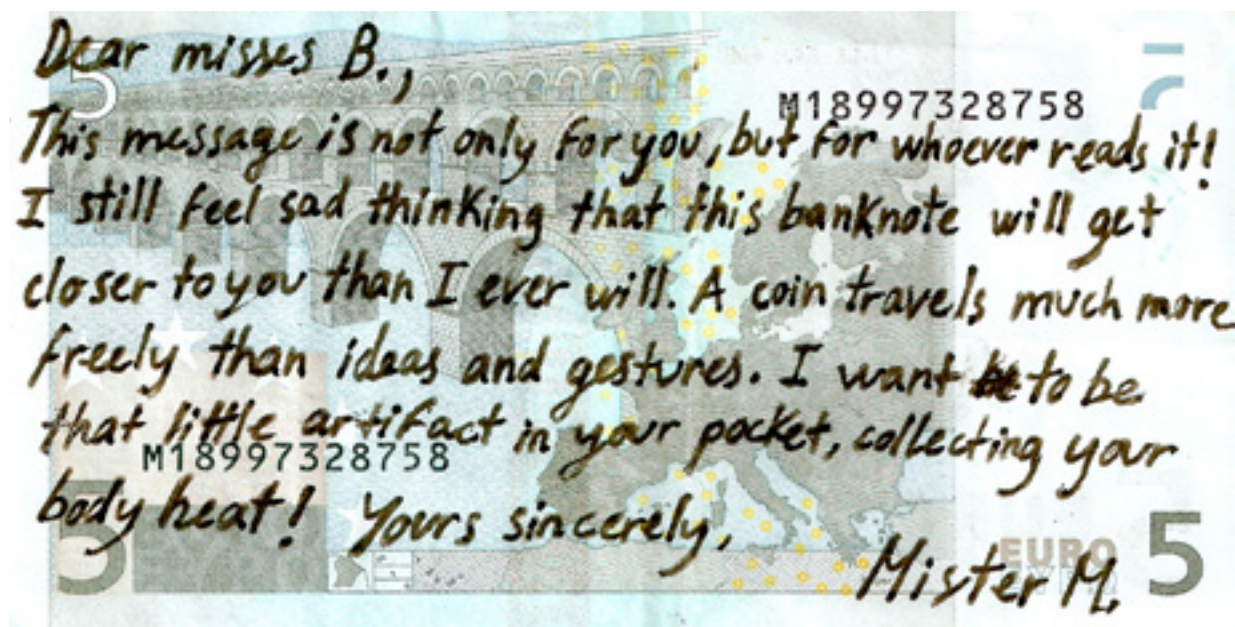 Dear misses B.,
This message is not only for you, but for whoever reads it!
I still feel sad thinking that this banknote will get
closer to you than I ever will. A coin travels much more
freely than ideas and gestures. I want to be
that little artifact in your pocket, collecting your
body heat! Yours sincerely,
Mister M.
M18997328758
M18997328758
5
5
EURO
5